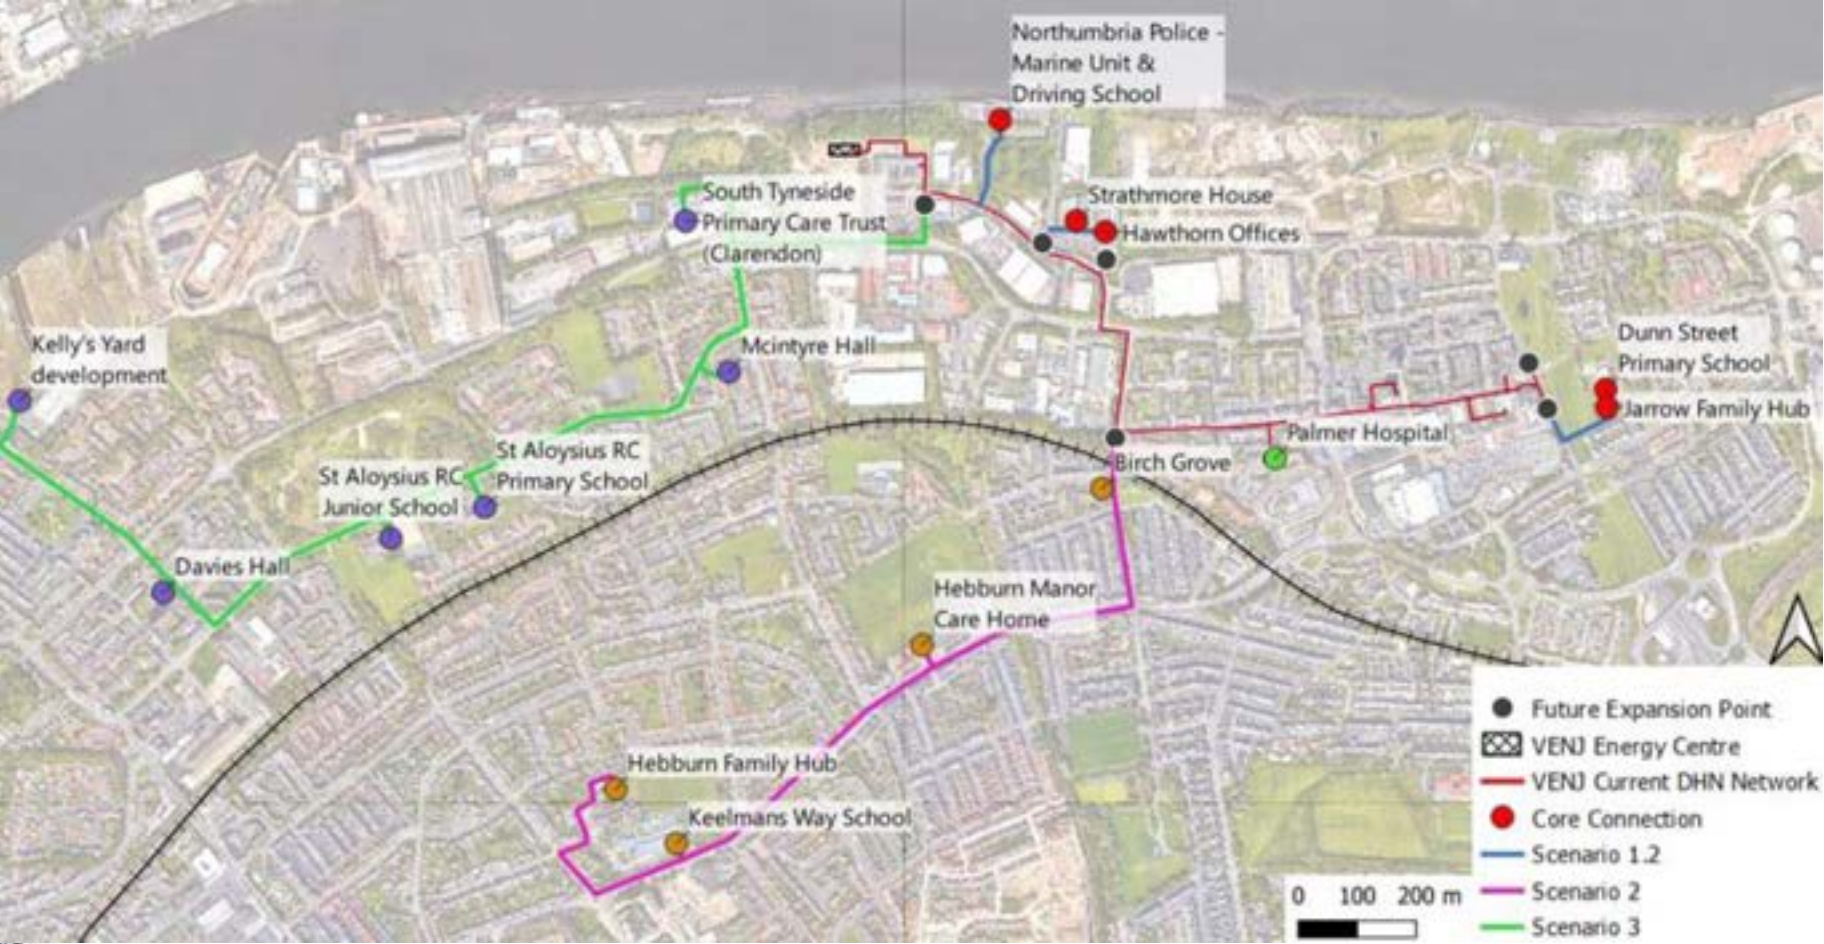 Northumbria Police -
Marine Unit &
Driving School
South Tyneside
Primary Care Trust
(Clarendon)
Strathmore House
Hawthorn Offices
Kelly's Yard
development
Mcintyre Hall
Dunn Street
Primary School
Jarrow Family Hub
Palmer Hospital
Birch Grove
St Aloysius RC
Primary School
St Aloysius RC
Junior School
Davies Hall
Hebburn Manor
Care Home
Hebburn Family Hub
Keelmans Way School
Future Expansion Point
VENJ Energy Centre
VENJ Current DHN Network
Core Connection
Scenario 1.2
Scenario 2
Scenario 3
0 100 200 m